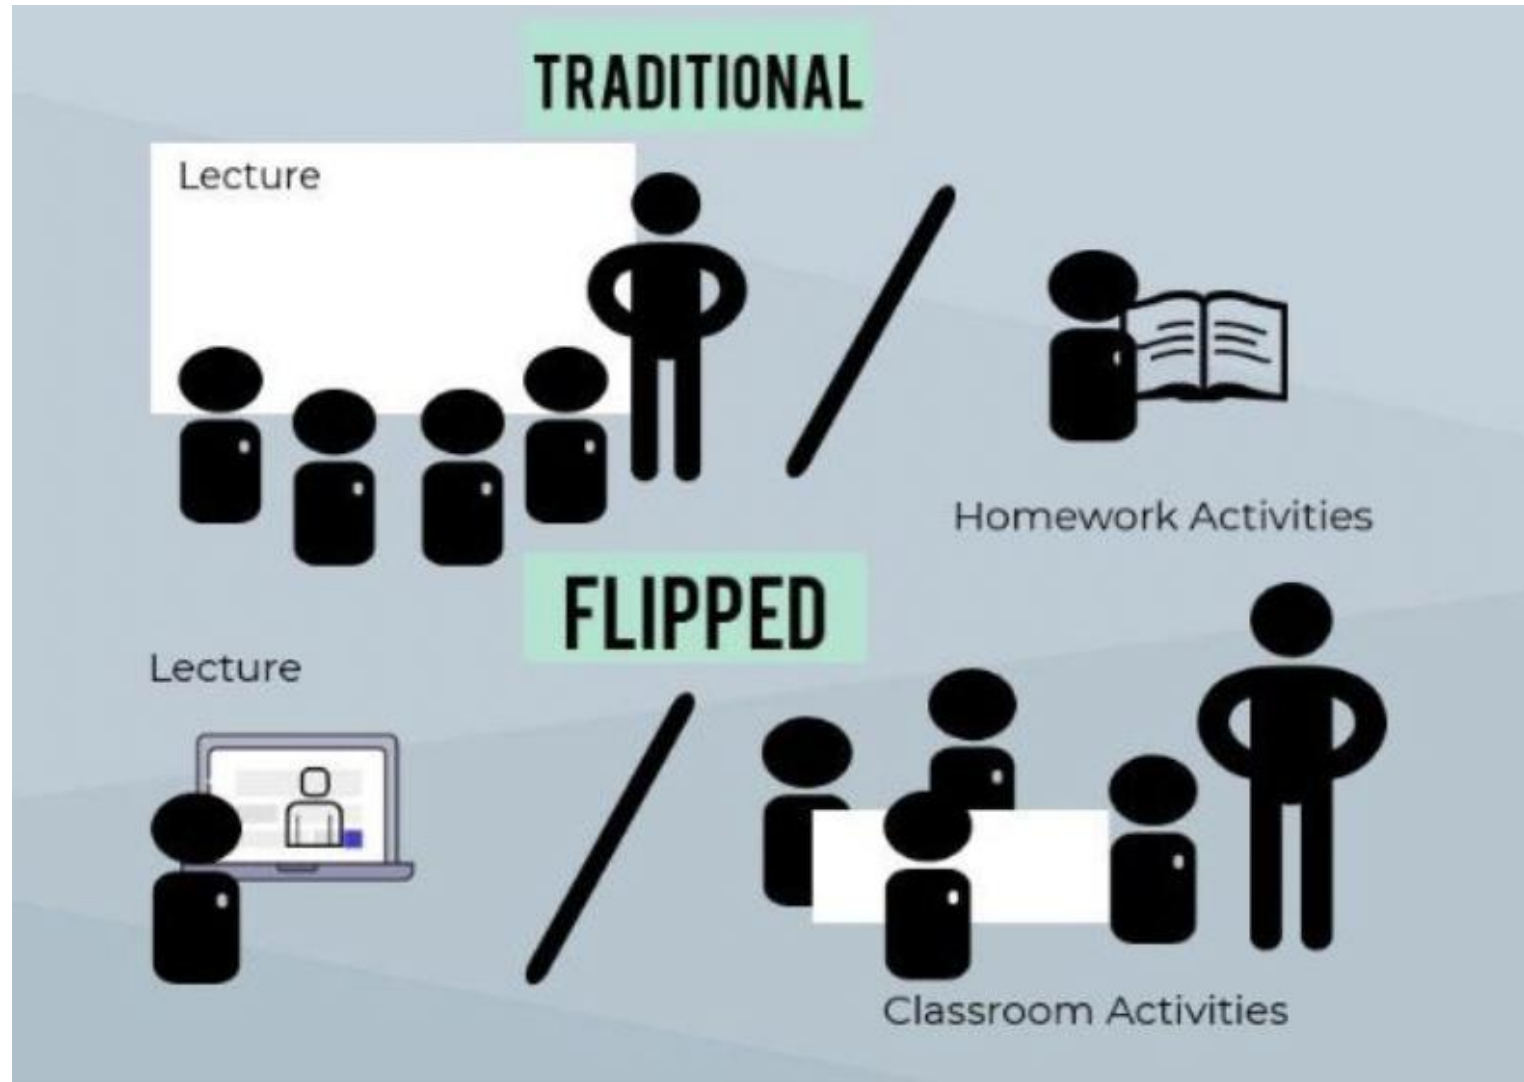 TRADITIONAL
Lecture
Homework Activities
FLIPPED
Lecture
Classroom Activities